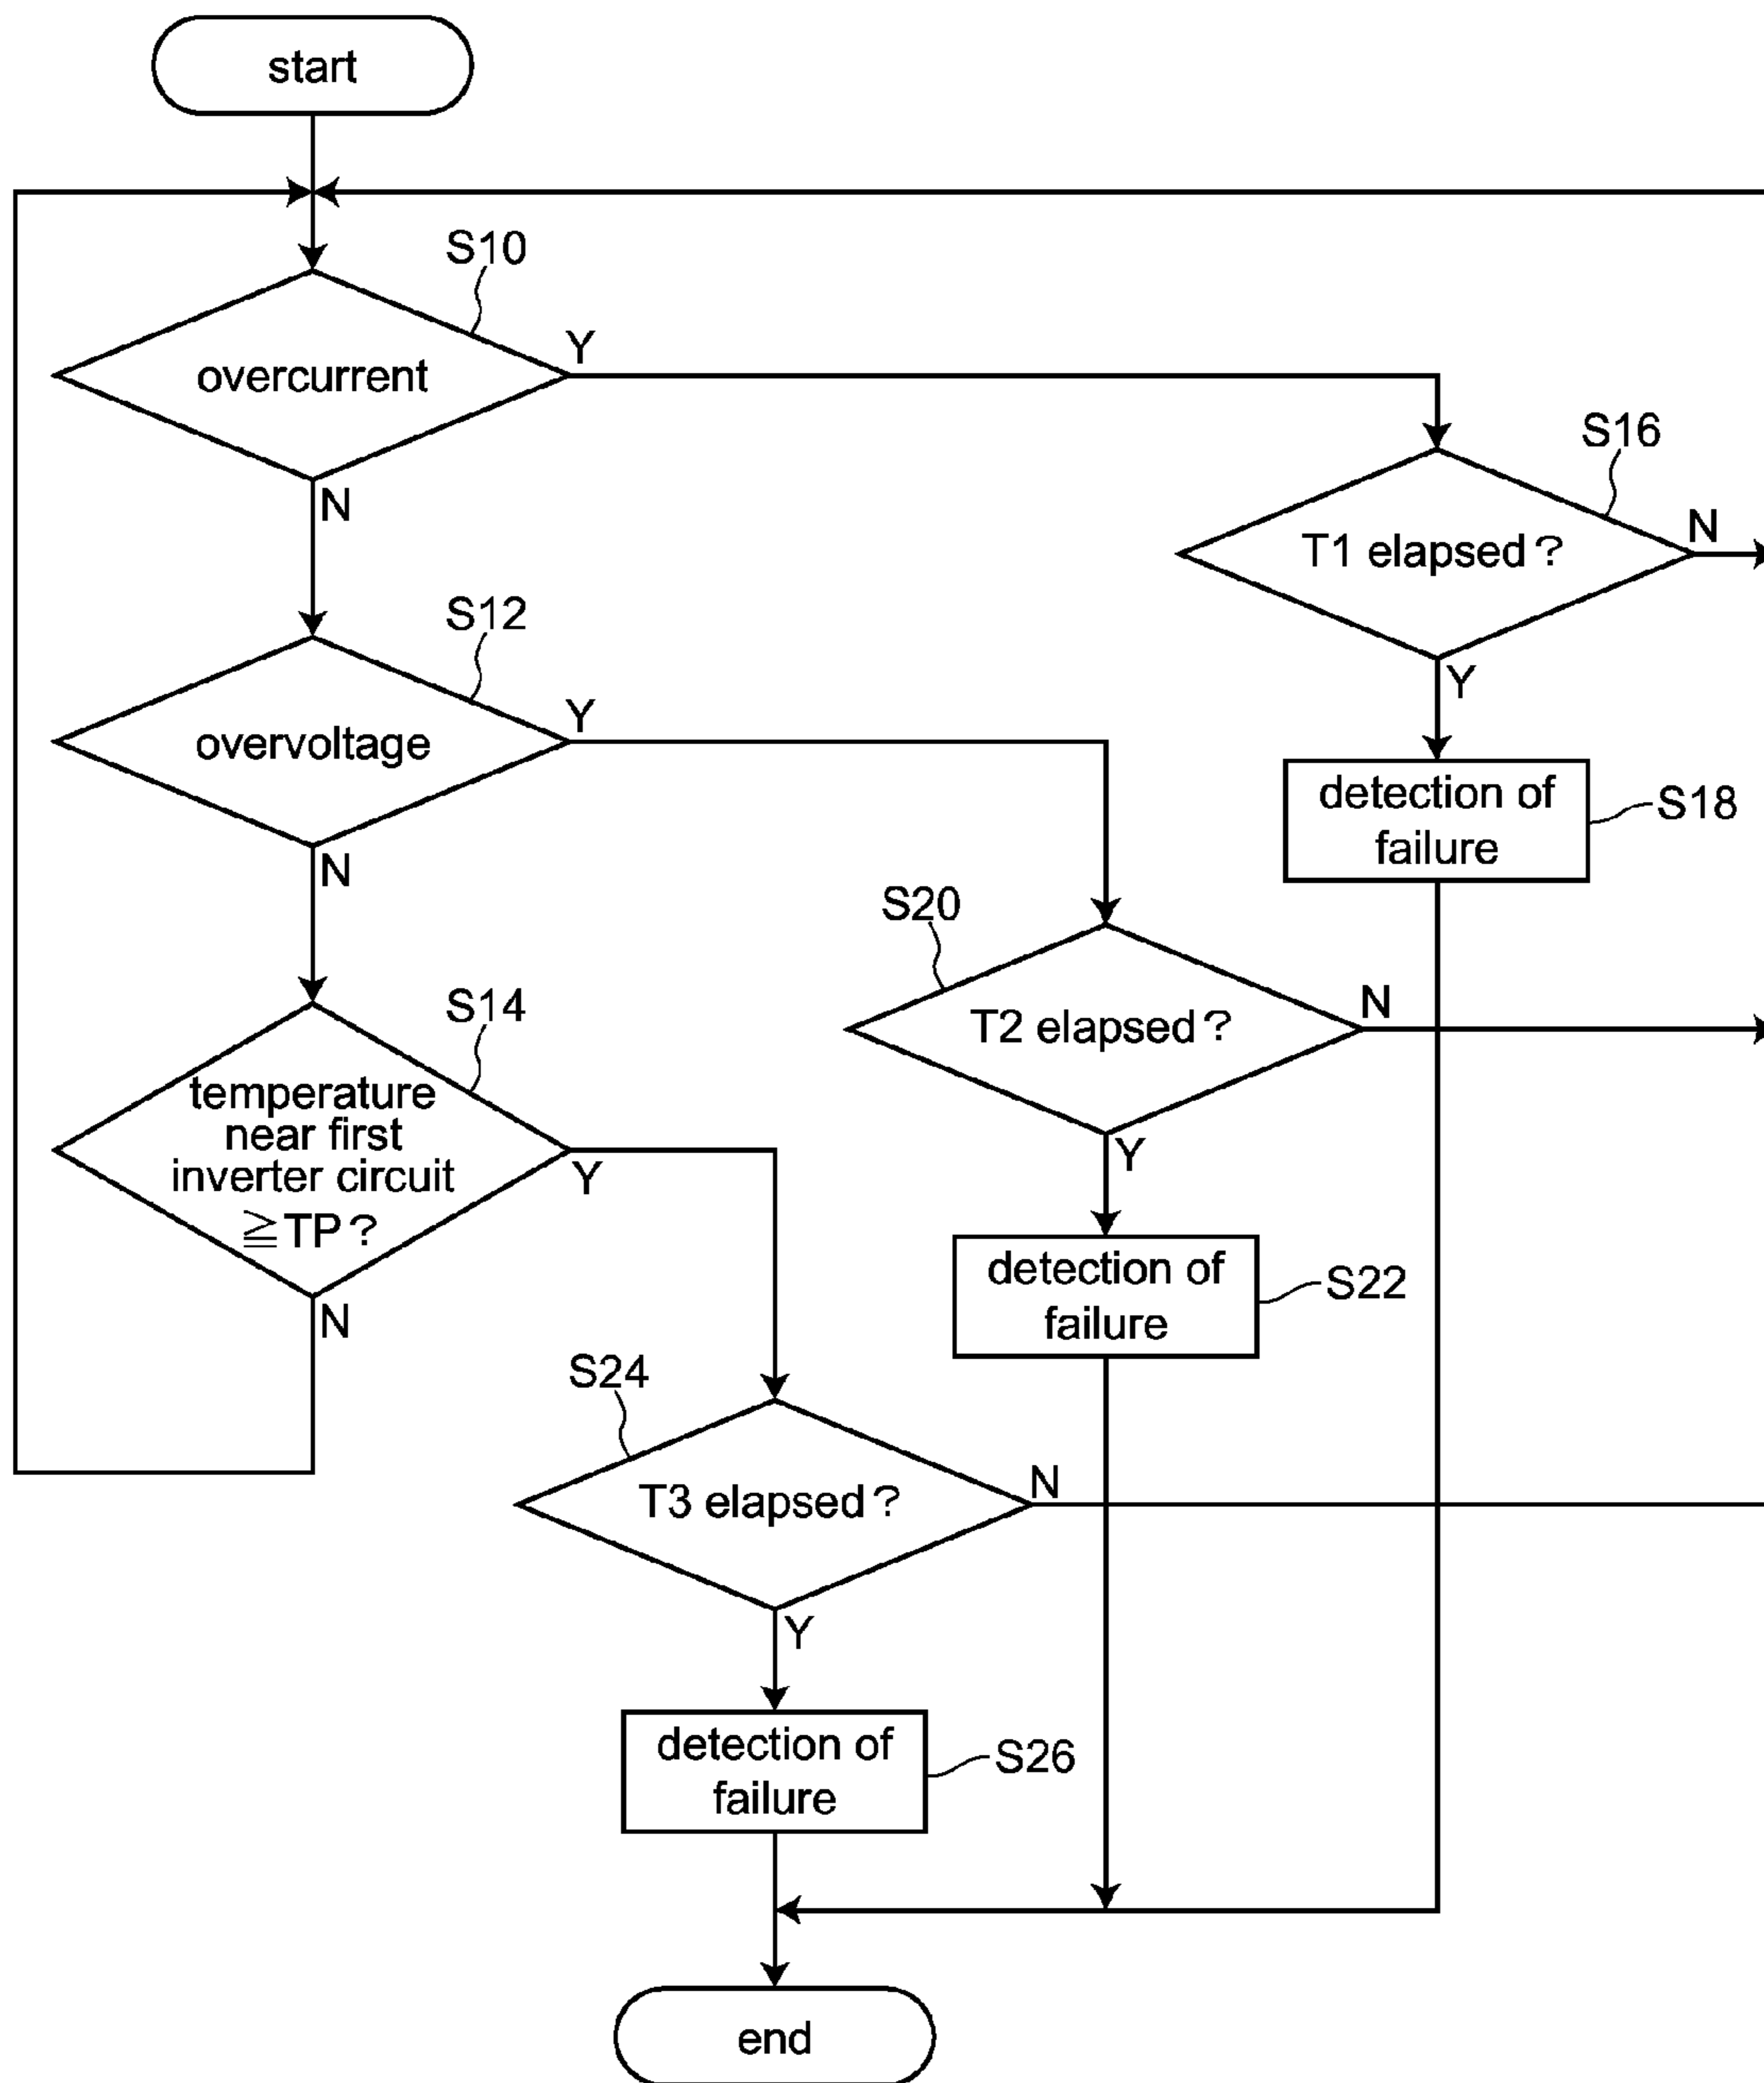 start
S10
Y
overcurrent
N
S16
T1 elapsed?
N
Y
S12
Y
overvoltage
N
detection of
failure
S18
S20
T2 elapsed?
N
Y
S14
temperature
near first
inverter circuit
≧TP?
Y
N
detection of
failure
S22
S24
T3 elapsed?
N
Y
detection of
failure
S26
end